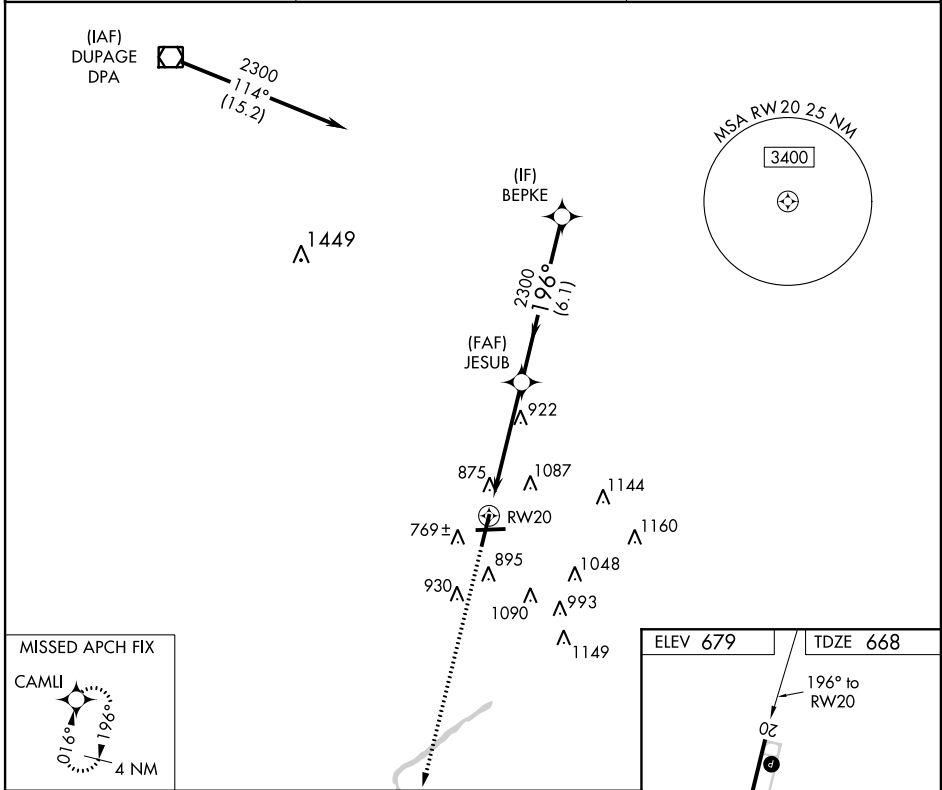 (IAF)
DUPAGE
DPA
2300
114°
(15.2)
MSA RW20 25 NM
3400
(IF)
BEPKE
1449
2300
196°
(6.1)
(FAF)
JESUB
922
875
1087
1144
RW20
769±
1160
895
1048
930
1090
993
1149
MISSED APCH FIX
CAMLI
016°
196°
4 NM
ELEV 679
TDZE 668
196° to
RW20
20
P